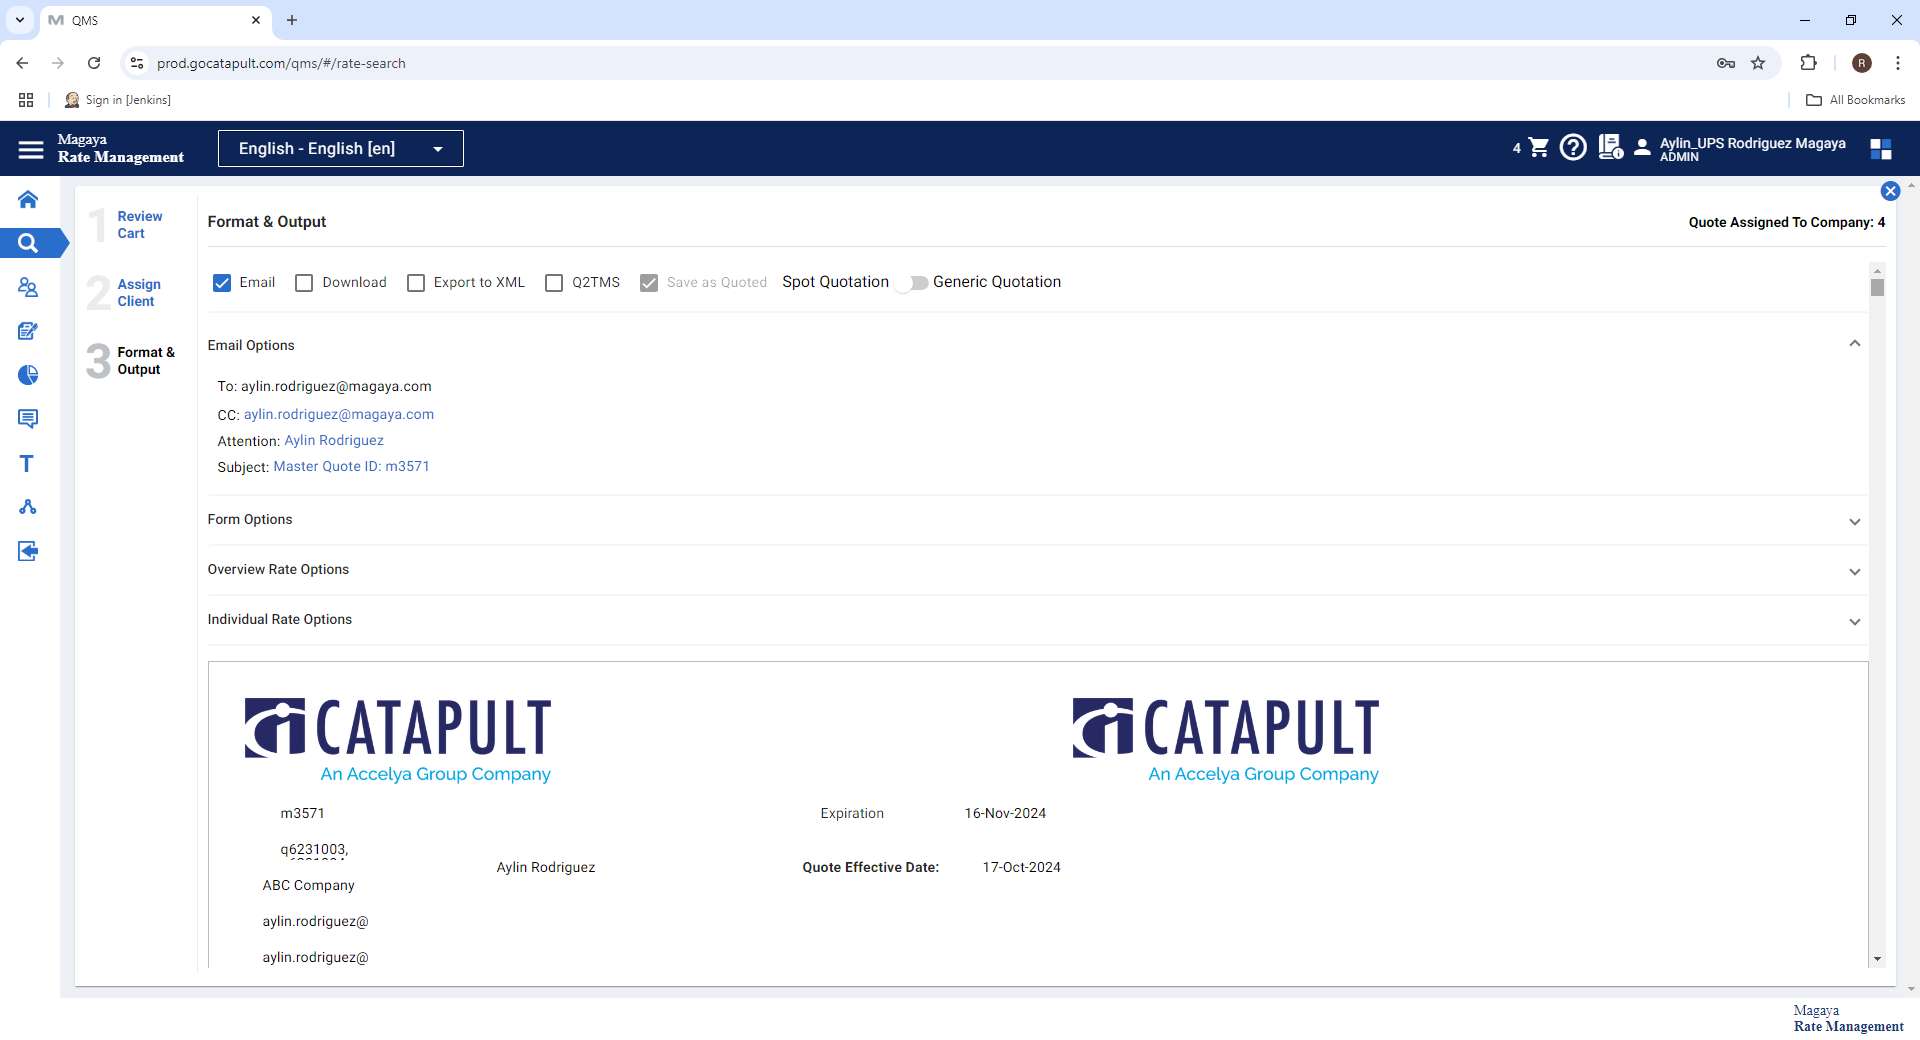 QMS
prod.gocatapult.com/qms/#/rate-search
R
Sign in [Jenkins]
All Bookmarks
Magaya
Rate Management
English - English [en]
4
Aylin_UPS Rodriguez Magaya
ADMIN
1 Review Cart
2 Assign Client
3 Format & Output
Format & Output
Quote Assigned To Company: 4
Email
Download
Export to XML
Q2TMS
Save as Quoted
Spot Quotation
Generic Quotation
Email Options
To: aylin.rodriguez@magaya.com
CC: aylin.rodriguez@magaya.com
Attention: Aylin Rodriguez
Subject: Master Quote ID: m3571
Form Options
Overview Rate Options
Individual Rate Options
CATAPULT
An Accelya Group Company
CATAPULT
An Accelya Group Company
m3571
Expiration
16-Nov-2024
q6231003,
Aylin Rodriguez
Quote Effective Date:
17-Oct-2024
ABC Company
aylin.rodriguez@
aylin.rodriguez@
T
Magaya
Rate Management